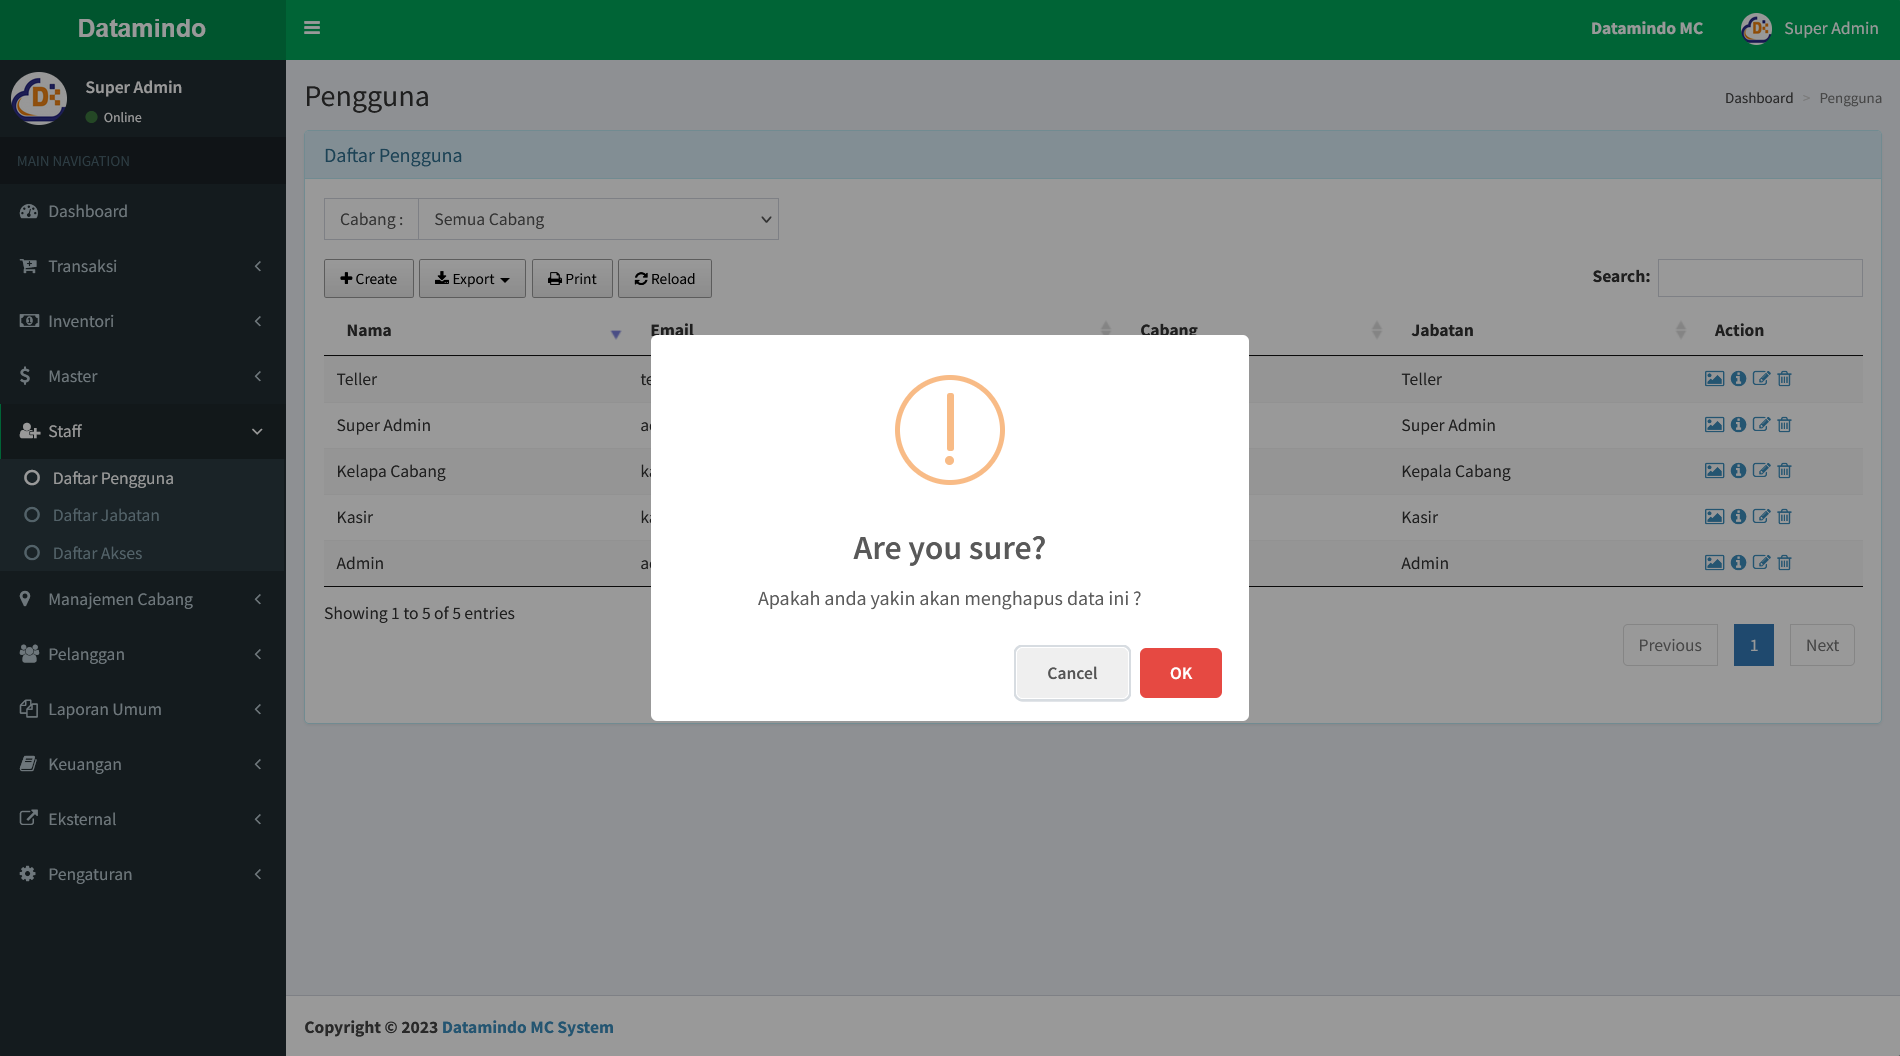 Datamindo
Datamindo MC
Super Admin
Super Admin
Online
MAIN NAVIGATION
Dashboard
Transaksi
Inventori
Master
Staff
Daftar Pengguna
Daftar Jabatan
Daftar Akses
Manajemen Cabang
Pelanggan
Laporan Umum
Keuangan
Eksternal
Pengaturan
Pengguna
Dashboard > Pengguna
Daftar Pengguna
Cabang : Semua Cabang
Create Export Print Reload
Search:
Nama Email Cabang Jabatan Action
Teller Teller
Super Admin Super Admin
Kelapa Cabang Kepala Cabang
Kasir Kasir
Admin Admin
Showing 1 to 5 of 5 entries
Previous 1 Next
Are you sure?
Apakah anda yakin akan menghapus data ini ?
Cancel OK
Copyright © 2023 Datamindo MC System